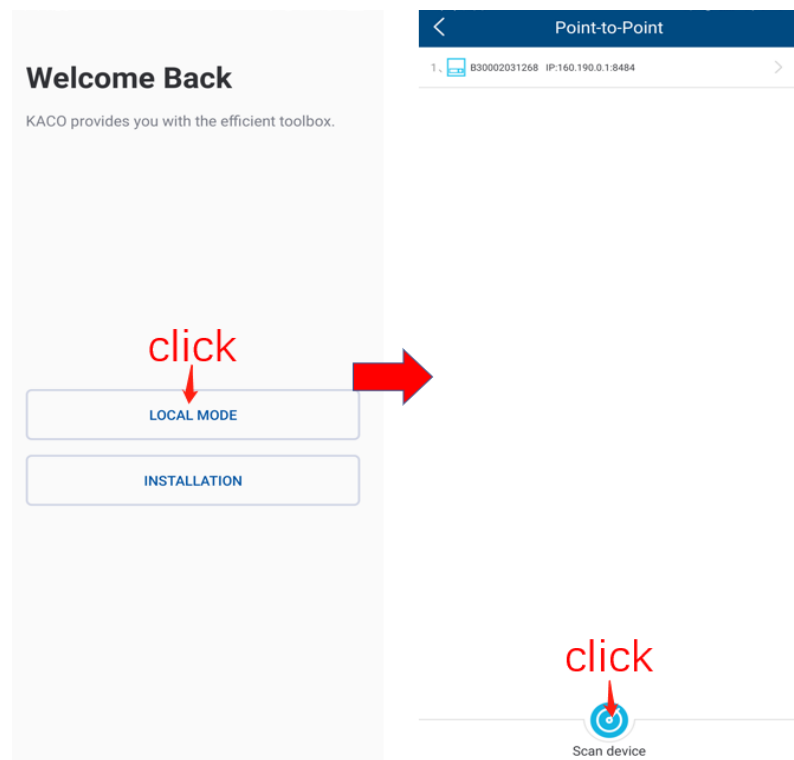 Welcome Back
KACO provides you with the efficient toolbox.
click
LOCAL MODE
INSTALLATION
Point-to-Point
1、 B30002031268 IP:160.190.0.1:8484
click
Scan device